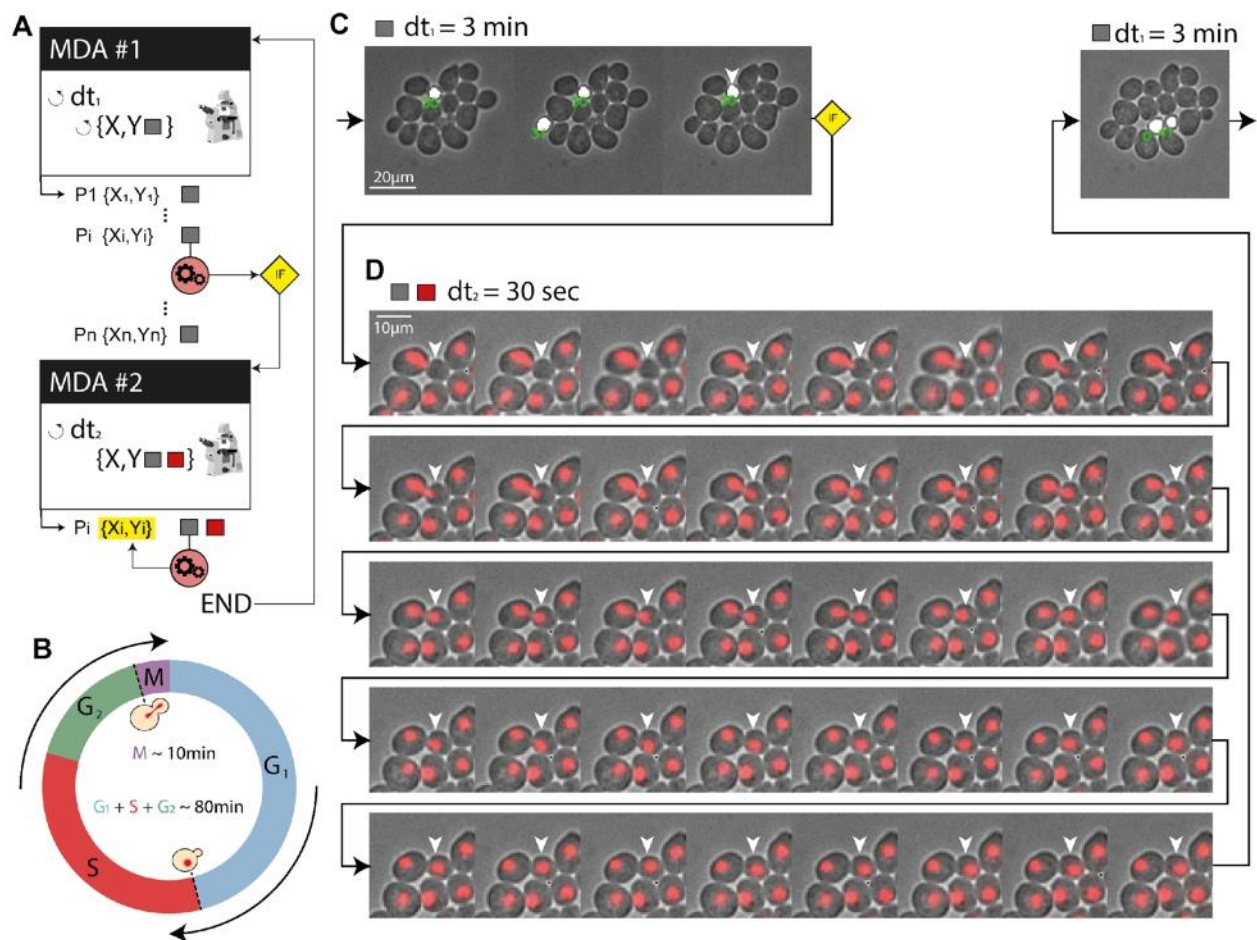 A
MDA #1
dt₁
{X,Y }
P1 {X₁,Y₁}
Pi {Xi,Yi}
IF
Pn {Xn,Yn}
MDA #2
dt₂
{X,Y }
Pi {Xi,Yi}
END
B
M
G₂
G₁
S
M ~ 10min
G₁ + S + G₂ ~ 80min
C
dt₁ = 3 min
20µm
IF
dt₁ = 3 min
D
dt₂ = 30 sec
10µm